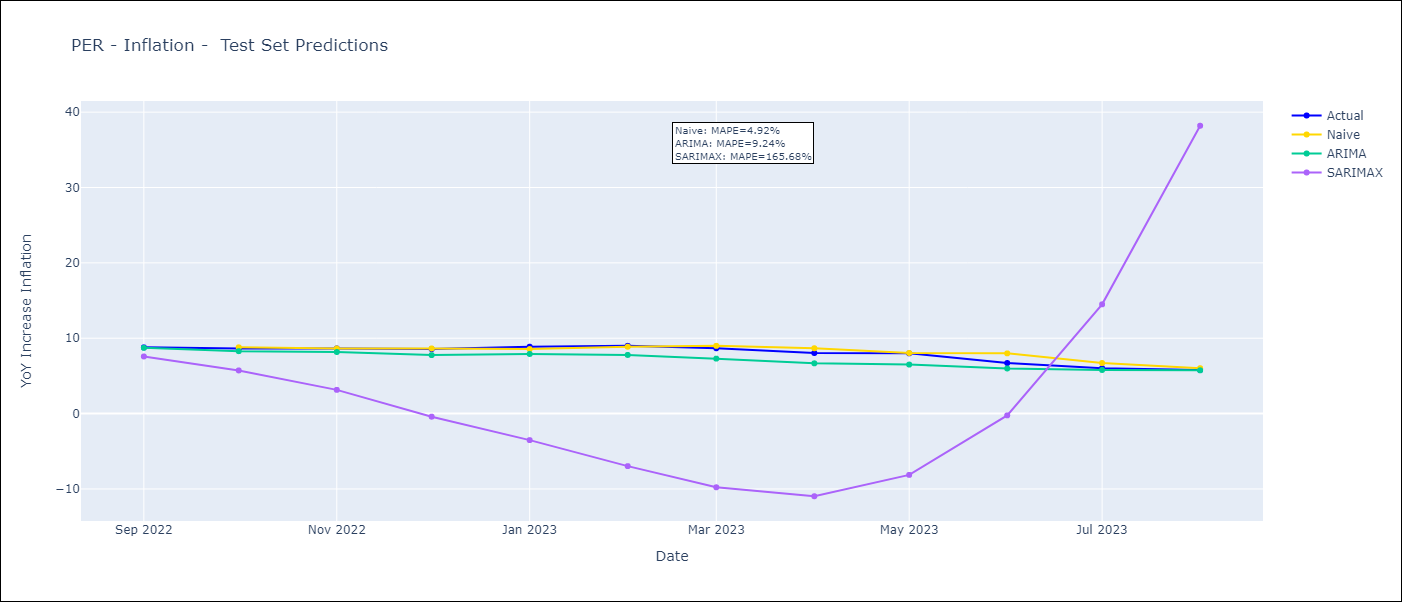 PER - Inflation -  Test Set Predictions
40
30
20
10
0
−10
YoY Increase Inflation
Naive: MAPE=4.92%
ARIMA: MAPE=9.24%
SARIMAX: MAPE=165.68%
Actual
Naive
ARIMA
SARIMAX
Sep 2022
Nov 2022
Jan 2023
Mar 2023
May 2023
Jul 2023
Date